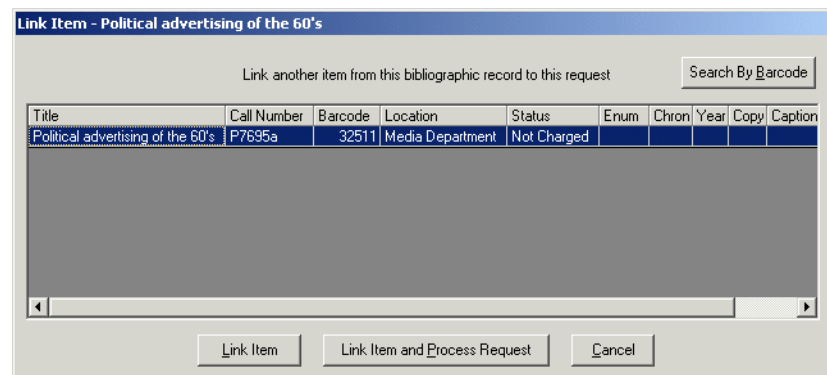 Link Item - Political advertising of the 60's
Link another item from this bibliographic record to this request
Search By Barcode
Title Call Number Barcode Location Status Enum Chron Year Copy Caption
Political advertising of the 60's P7695a 32511 Media Department Not Charged
Link Item Link Item and Process Request Cancel